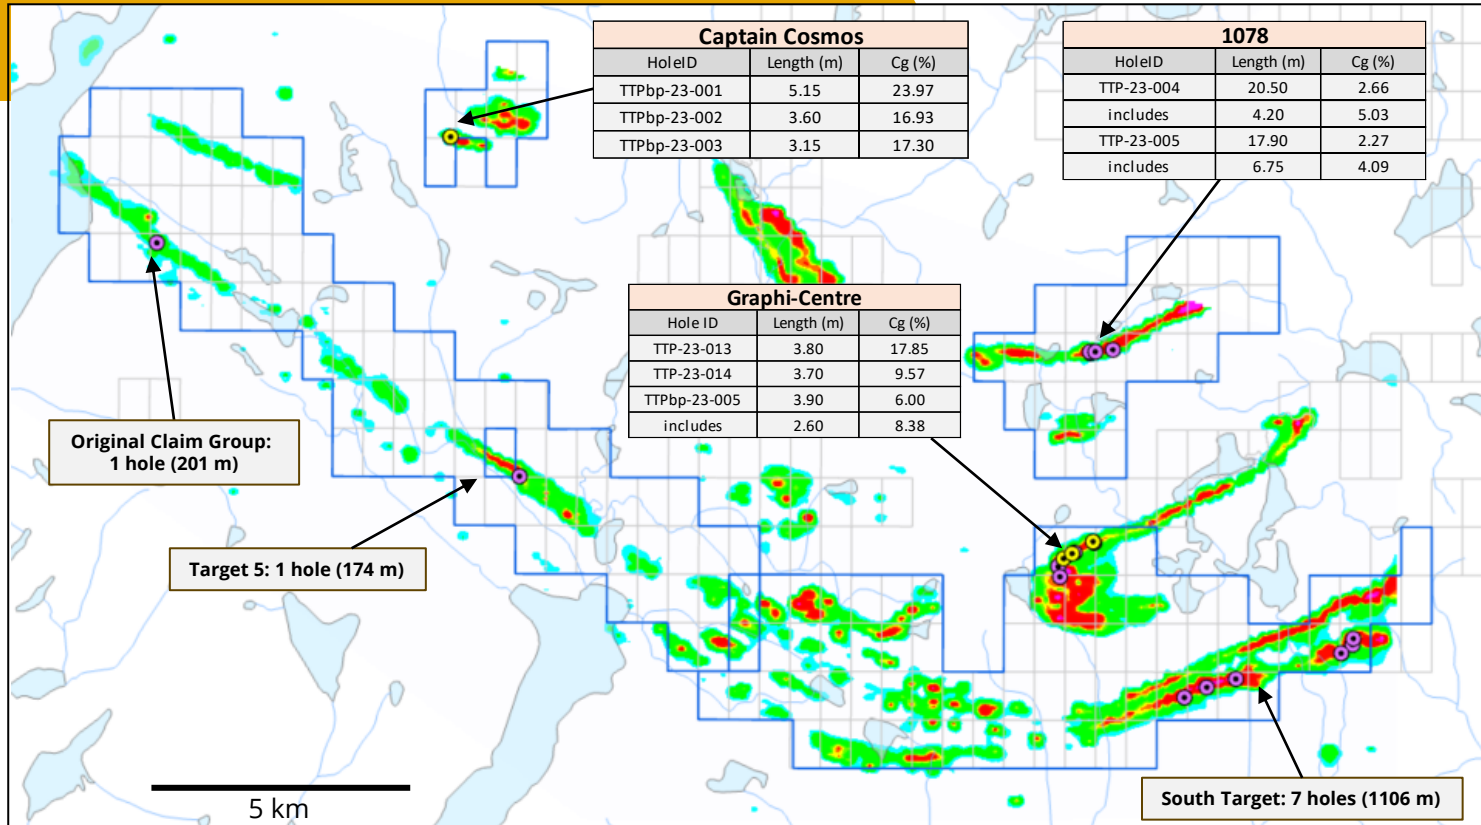 Captain Cosmos
HoleID Length (m) Cg (%)
TTPbp-23-001 5.15 23.97
TTPbp-23-002 3.60 16.93
TTPbp-23-003 3.15 17.30
1078
HoleID Length (m) Cg (%)
TTP-23-004 20.50 2.66
includes 4.20 5.03
TTP-23-005 17.90 2.27
includes 6.75 4.09
Graphi-Centre
Hole ID Length (m) Cg (%)
TTP-23-013 3.80 17.85
TTP-23-014 3.70 9.57
TTPbp-23-005 3.90 6.00
includes 2.60 8.38
Original Claim Group:
1 hole (201 m)
Target 5: 1 hole (174 m)
South Target: 7 holes (1106 m)
5 km